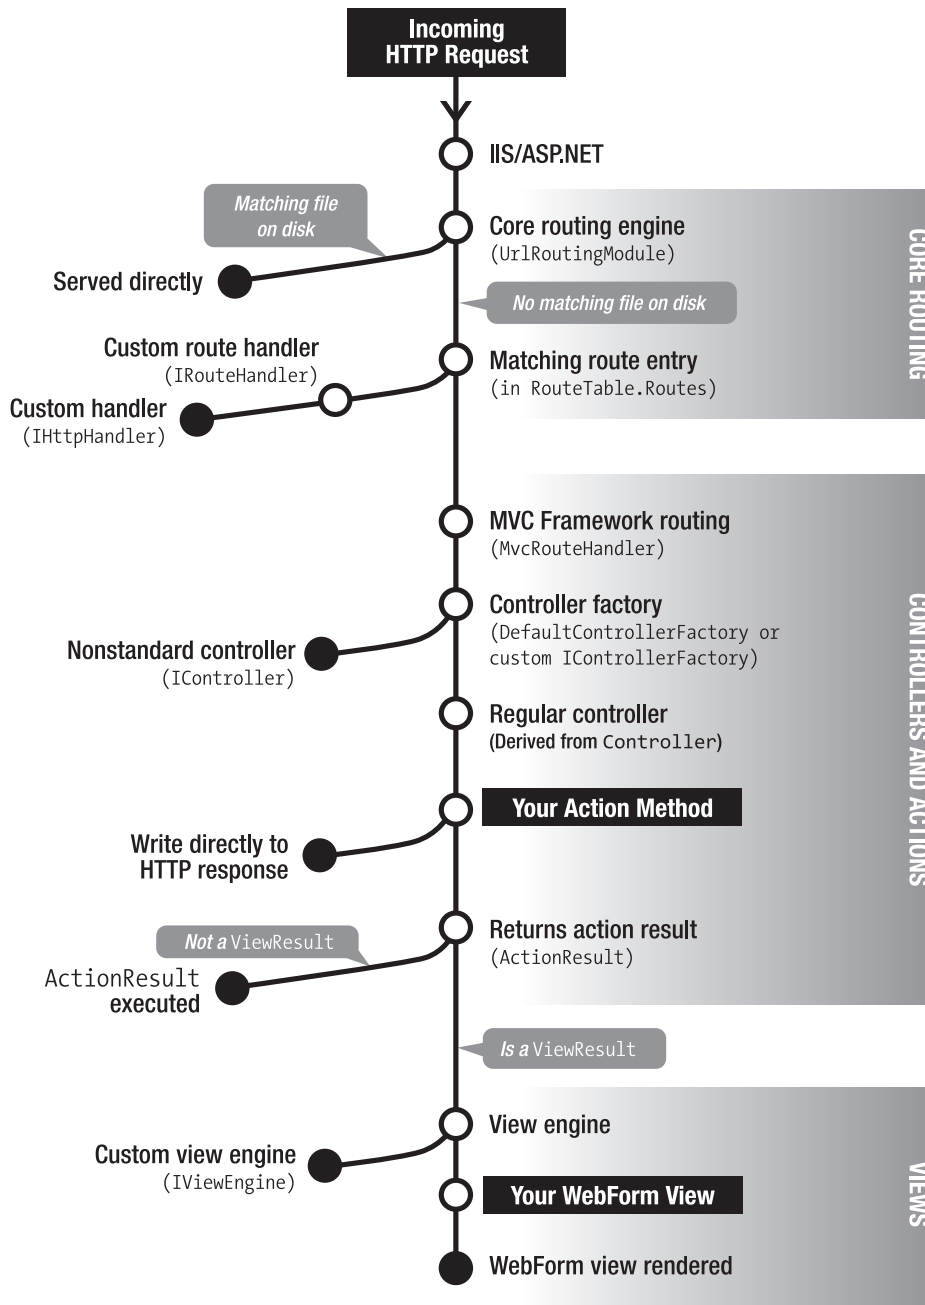 Incoming
HTTP Request
IIS/ASP.NET
Matching file
on disk
Core routing engine
(UrlRoutingModule)
Served directly
No matching file on disk
Custom route handler
(IRouteHandler)
Matching route entry
(in RouteTable.Routes)
Custom handler
(IHttpHandler)
CORE ROUTING
MVC Framework routing
(MvcRouteHandler)
Controller factory
(DefaultControllerFactory or
custom IControllerFactory)
Nonstandard controller
(IController)
Regular controller
(Derived from Controller)
Your Action Method
Write directly to
HTTP response
Returns action result
(ActionResult)
Not a ViewResult
ActionResult
executed
CONTROLLERS AND ACTIONS
Is a ViewResult
View engine
Custom view engine
(IViewEngine)
Your WebForm View
WebForm view rendered
VIEWS